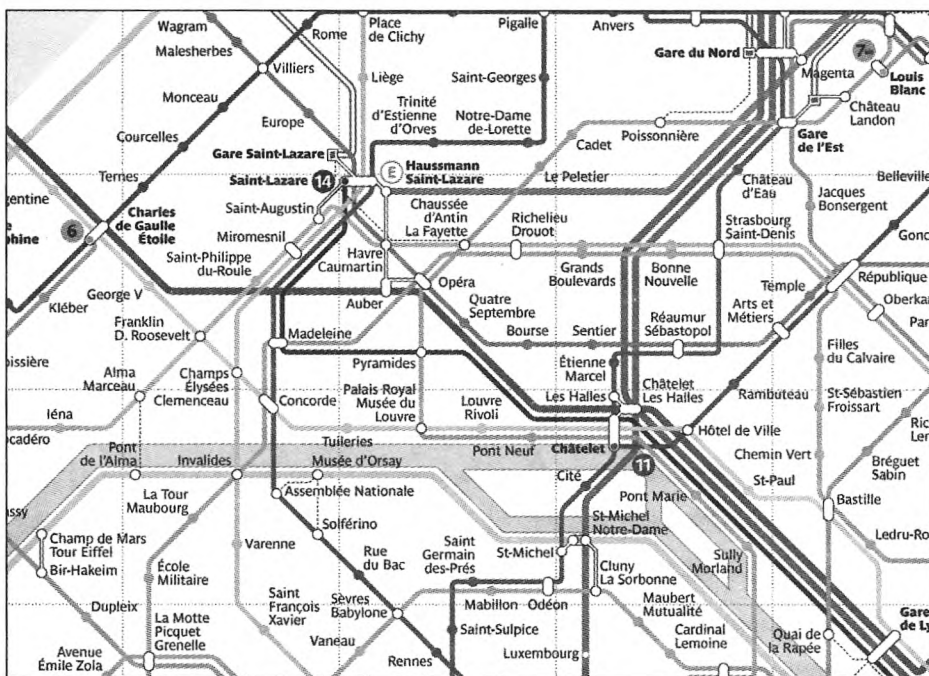 Wagram
Malesherbes
Rome
Place
de Clichy
Pigalle
Anvers
Gare du Nord
7
Louis
Blanc
Villiers
Liège
Saint-Georges
Magenta
Monceau
Château
Landon
Europe
Trinité
d'Estienne
d'Orves
Notre-Dame
de-Lorette
Poissonnière
Courcelles
Cadet
Gare
de l'Est
Gare Saint-Lazare
E
Haussmann
Saint-Lazare
Le Peletier
Belleville
Ternes
Saint-Lazare
14
Château
d'Eau
Jacques
Bonsergent
Saint-Augustin
Chaussée
d'Antin
La Fayette
Richelieu
Drouot
Strasbourg
Saint-Denis
6
Charles
de Gaulle
Étoile
Miromesnil
Saint-Philippe
du-Roule
Havre
Caumartin
Grands
Boulevards
Bonne
Nouvelle
République
Kléber
George V
Auber
Opéra
Quatre
Septembre
Temple
Franklin
D. Roosevelt
Madeleine
Bourse
Sentier
Réaumur
Sébastopol
Arts et
Métiers
Filles
du Calvaire
Alma
Marceau
Champs
Élysées
Clemenceau
Pyramides
Étienne
Marcel
Palais Royal
Musée du
Louvre
Louvre
Rivoli
Les Halles
Châtelet
Les Halles
Rambuteau
St-Sébastien
Froissart
Iéna
Concorde
Tuileries
Hôtel de Ville
Pont
de l'Alma
Invalides
Musée d'Orsay
Pont Neuf
Châtelet
11
Chemin Vert
Bréguet
Sabin
La Tour
Maubourg
Assemblée Nationale
Cité
Pont Marie
St-Paul
Bastille
Champ de Mars
Tour Eiffel
Bir-Hakeim
Varenne
Solférino
Rue
du Bac
Saint
Germain
des-Prés
St-Michel
St-Michel
Notre-Dame
Sully
Morland
École
Militaire
Cluny
La Sorbonne
Dupleix
Saint
François
Xavier
Sèvres
Babylone
Mabillon
Odéon
Maubert
Mutualité
La Motte
Picquet
Grenelle
Vaneau
Saint-Sulpice
Cardinal
Lemoine
Quai de
la Rapée
Avenue
Émile Zola
Rennes
Luxembourg